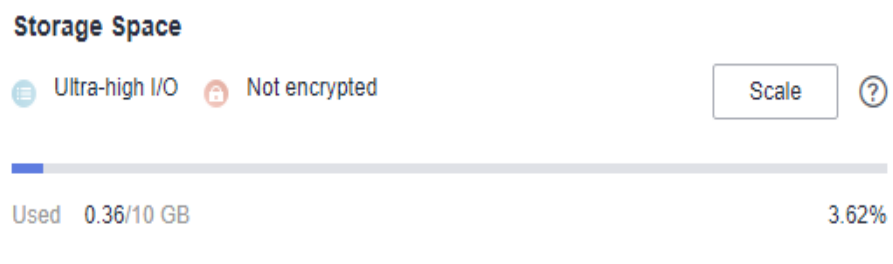 Storage Space
Ultra-high I/O Not encrypted Scale ?
Used 0.36/10 GB 3.62%